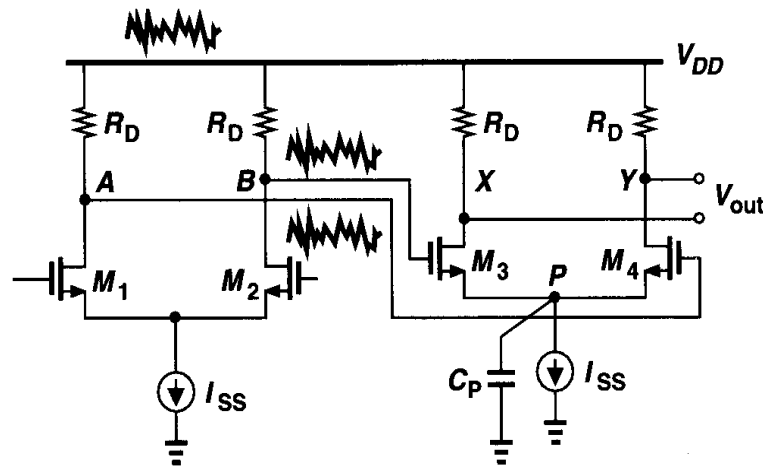 V_DD
R_D R_D R_D R_D
A B X Y
V_out
M_1 M_2 M_3 P M_4
I_SS C_P I_SS